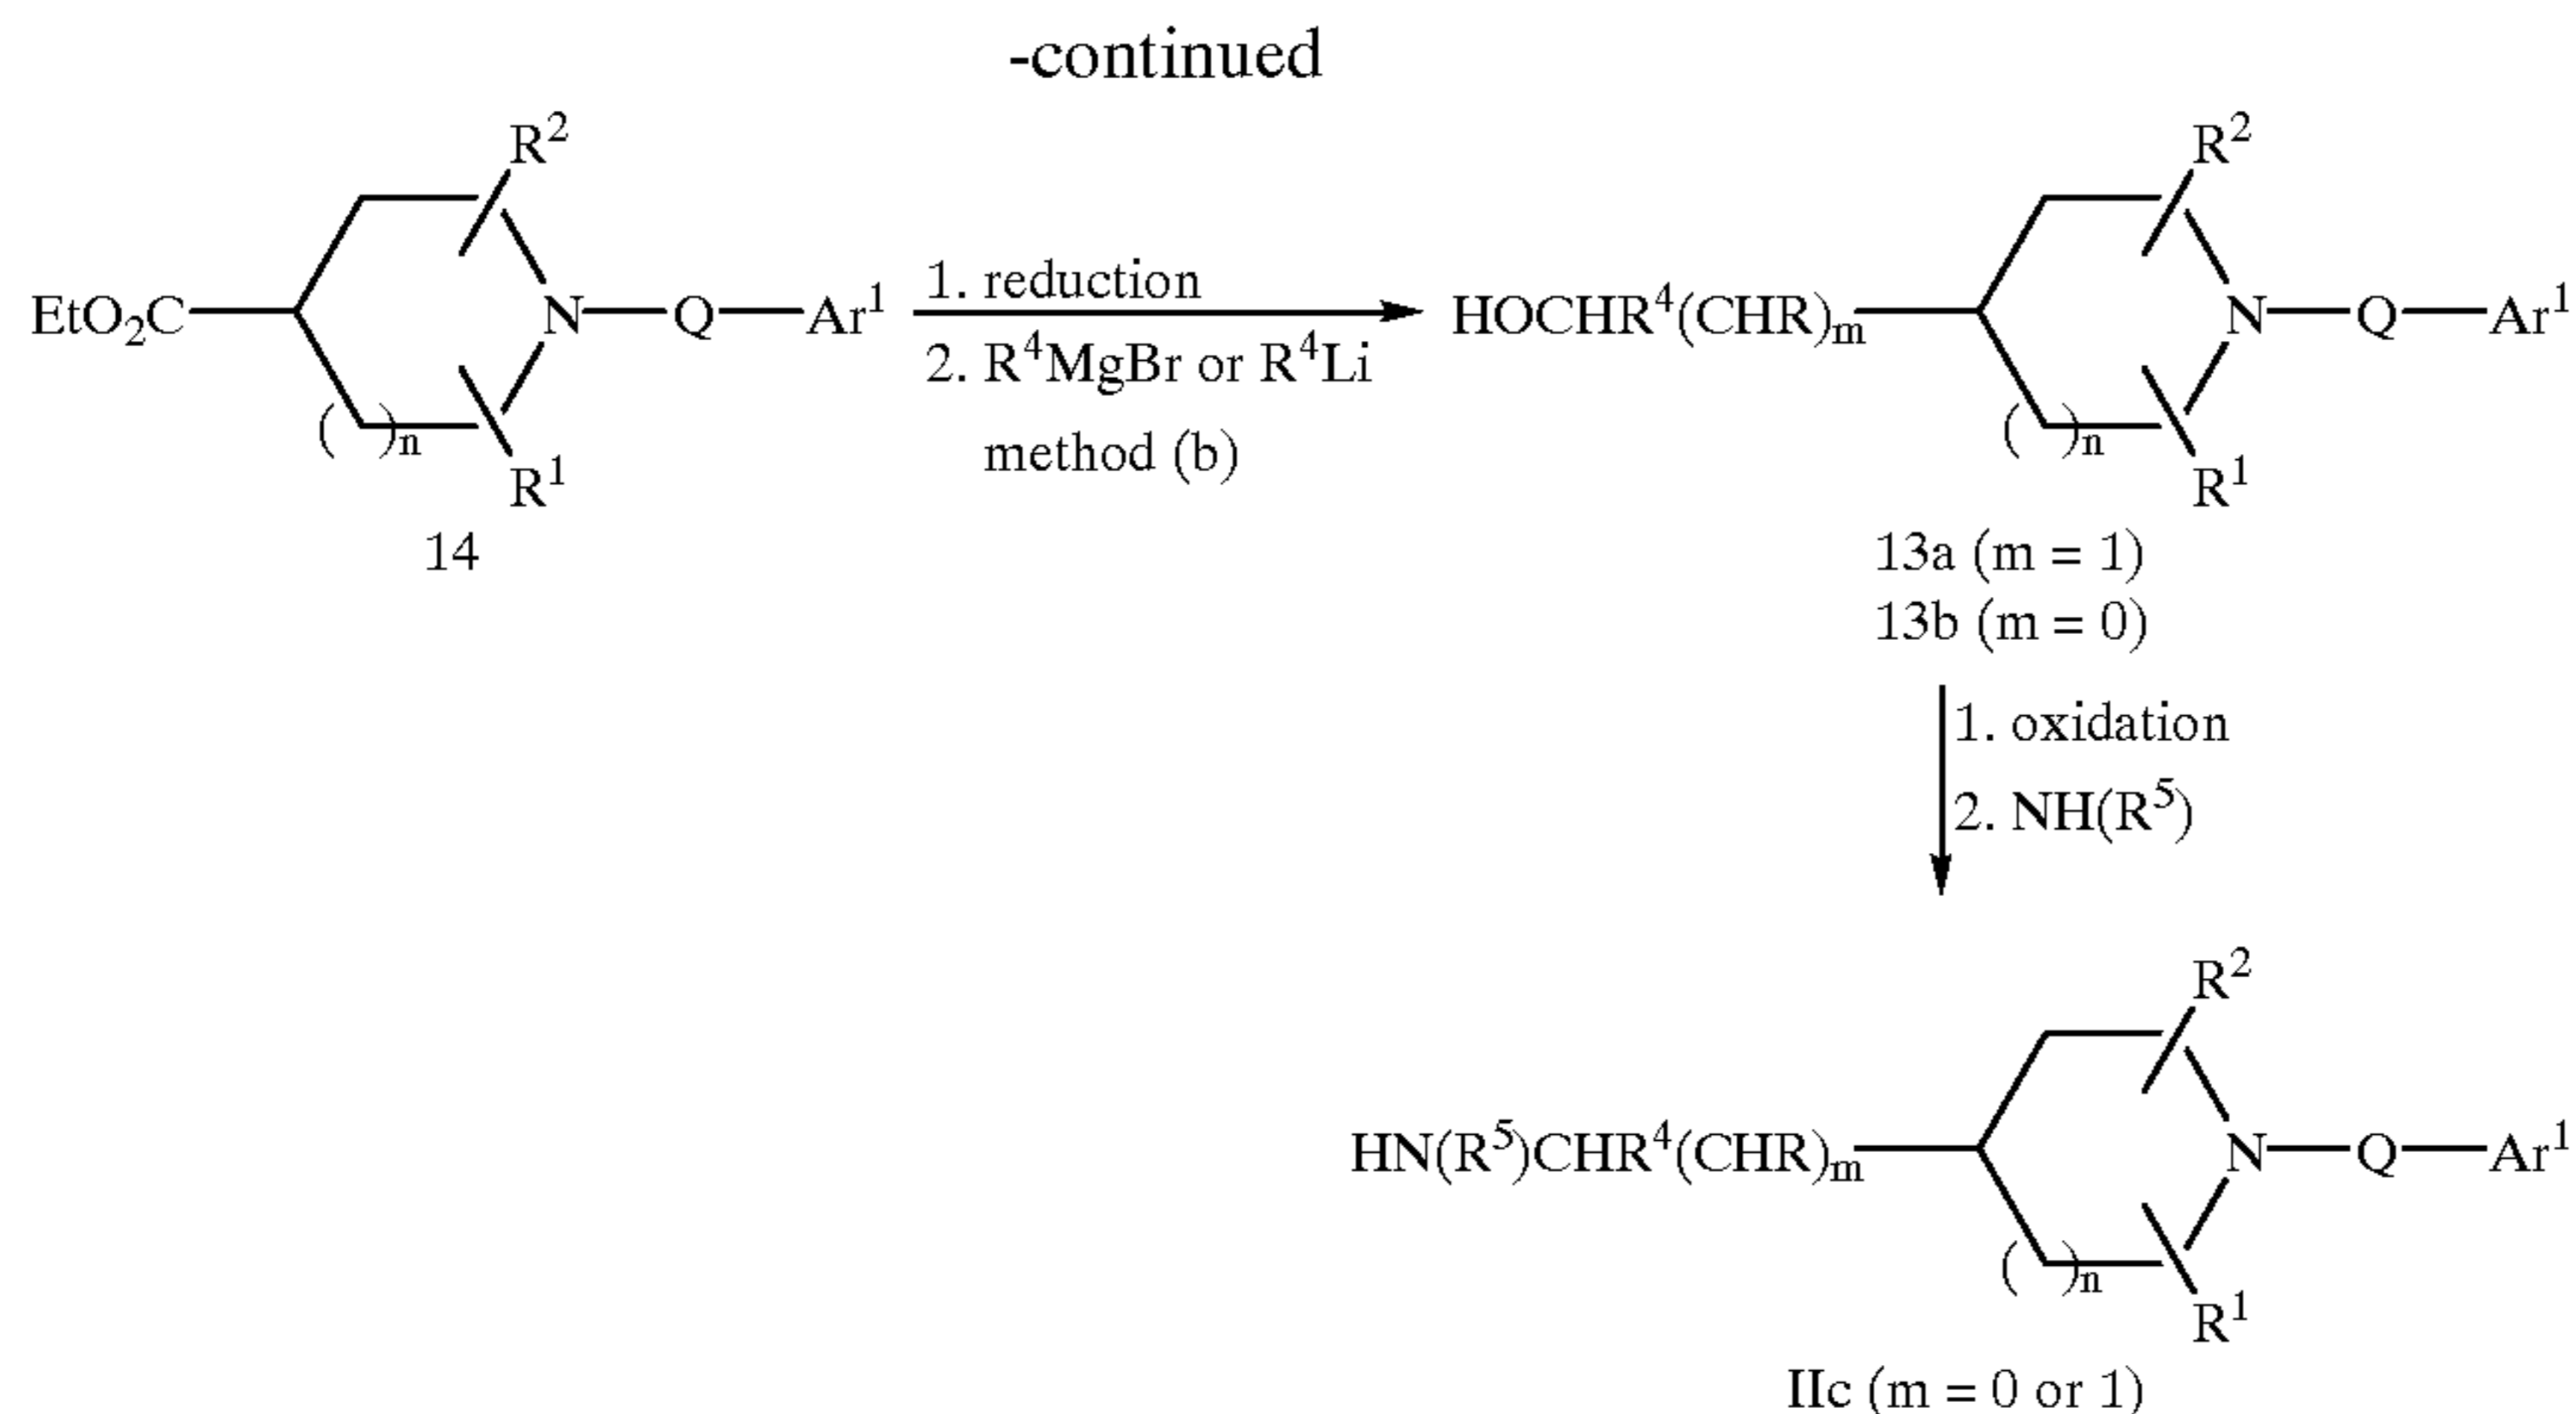 -continued
R²
EtO₂C N Q Ar¹
( )n
R¹
14
1. reduction
2. R⁴MgBr or R⁴Li
method (b)
R²
HOCHR⁴(CHR)m N Q Ar¹
( )n
R¹
13a (m = 1)
13b (m = 0)
1. oxidation
2. NH(R⁵)
R²
HN(R⁵)CHR⁴(CHR)m N Q Ar¹
( )n
R¹
IIc (m = 0 or 1)